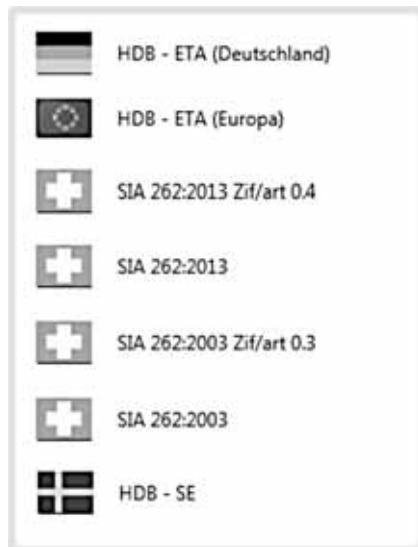 HDB - ETA (Deutschland)
HDB - ETA (Europa)
SIA 262:2013 Zif/art 0.4
SIA 262:2013
SIA 262:2003 Zif/art 0.3
SIA 262:2003
HDB - SE